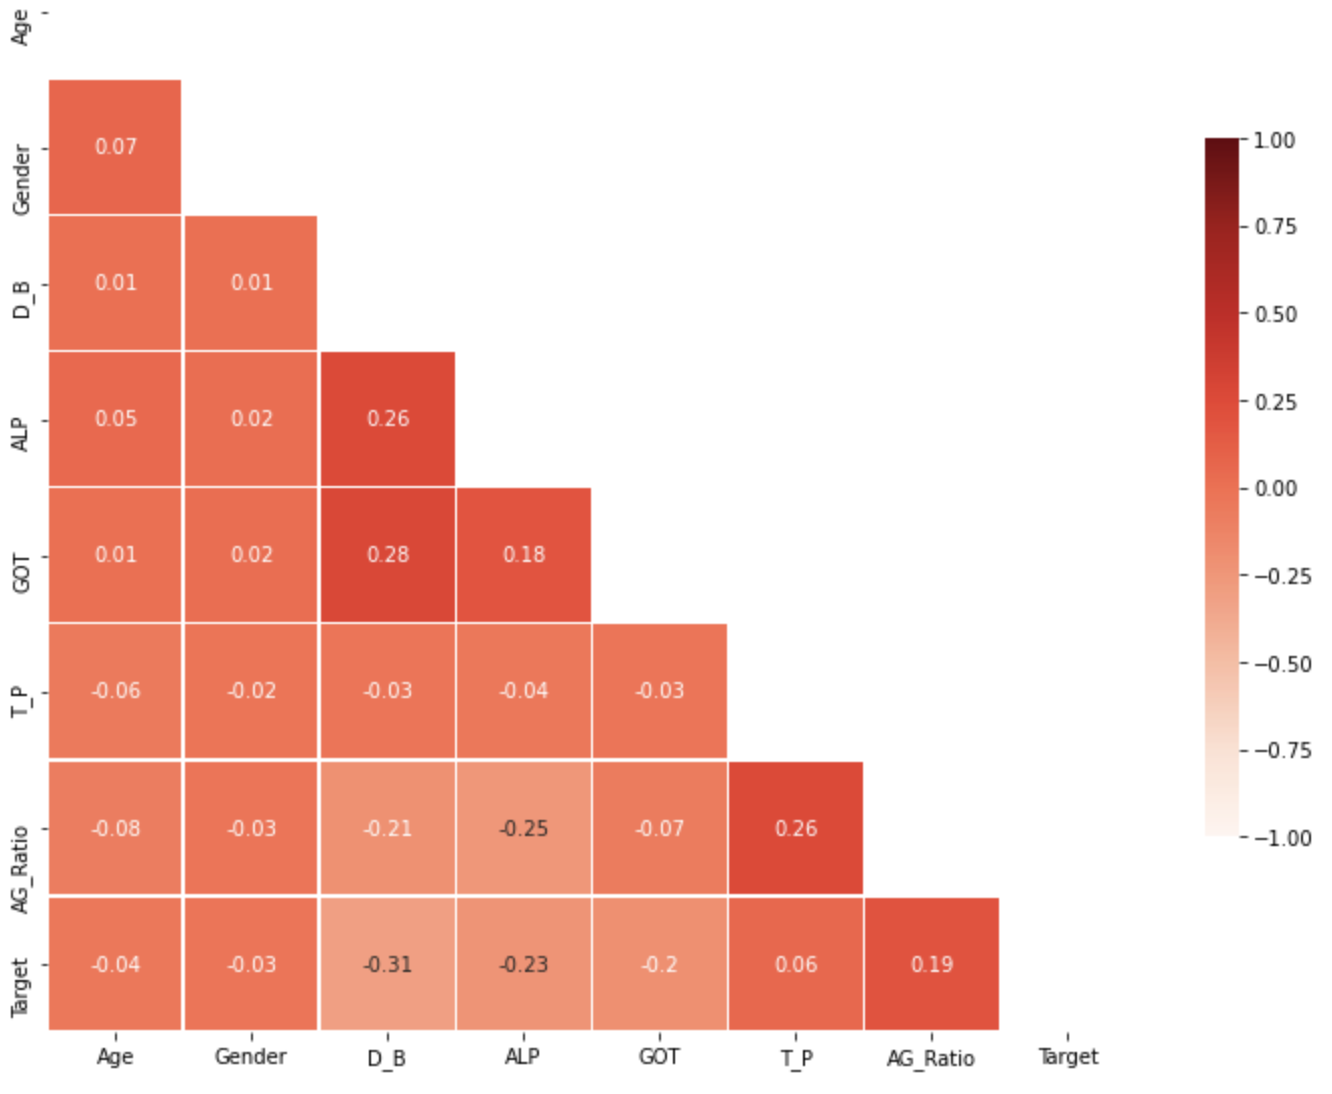 Age
Gender
0.07
D_B
0.01 0.01
ALP
0.05 0.02 0.26
GOT
0.01 0.02 0.28 0.18
T_P
-0.06 -0.02 -0.03 -0.04 -0.03
AG_Ratio
-0.08 -0.03 -0.21 -0.25 -0.07 0.26
Target
-0.04 -0.03 -0.31 -0.23 -0.2 0.06 0.19
Age Gender D_B ALP GOT T_P AG_Ratio Target
1.00
0.75
0.50
0.25
0.00
−0.25
−0.50
−0.75
−1.00